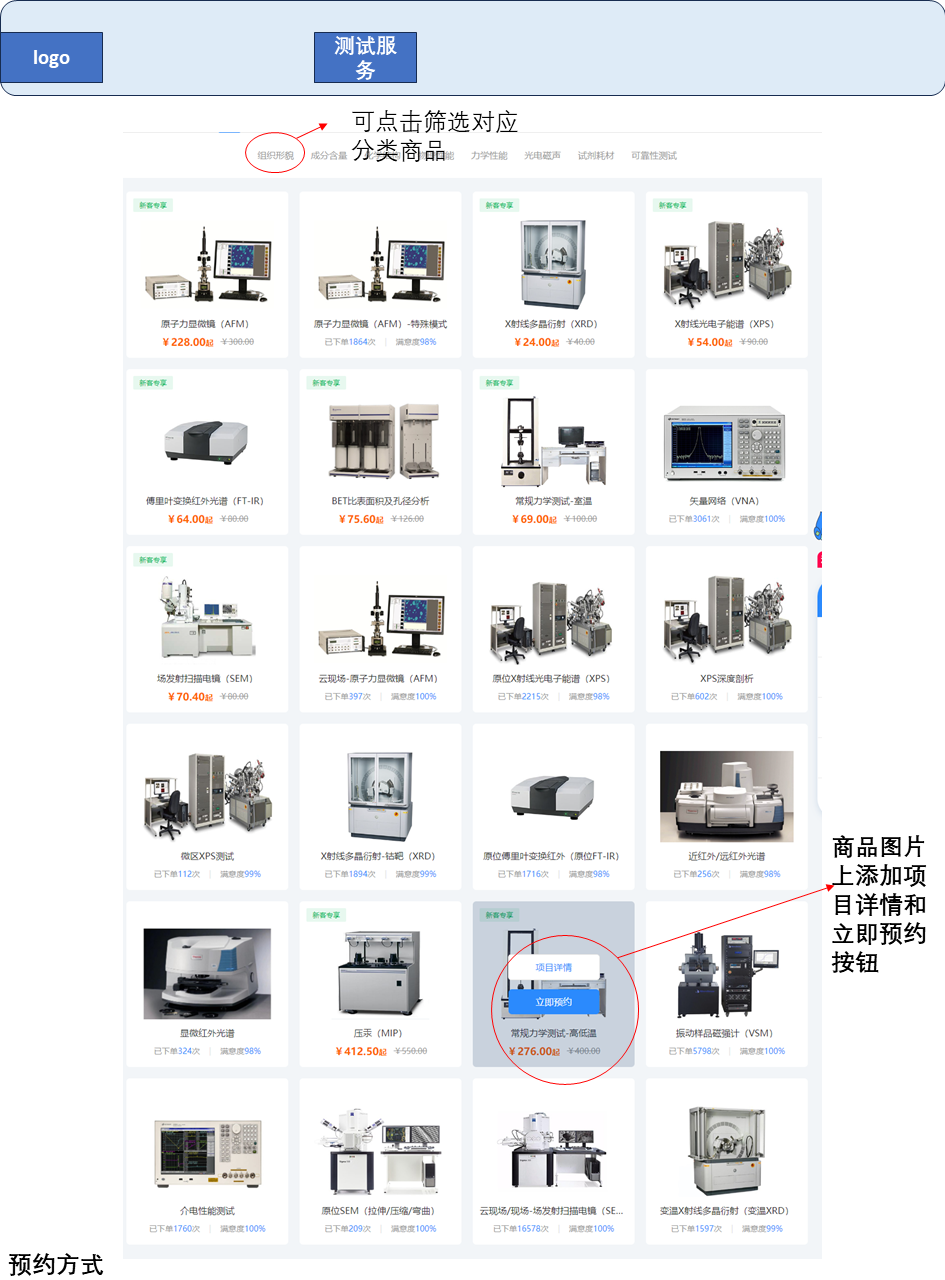 logo
测试服
务
可点击筛选对应
分类商品
组织形貌
成分含量
力学性能
光电磁声
试剂耗材
可靠性测试
新客专享
新客专享
新客专享
原子力显微镜（AFM）
原子力显微镜（AFM）-特殊模式
X射线多晶衍射（XRD）
X射线光电子能谱（XPS）
￥228.00起 ￥300.00
已下单1864次 | 满意度98%
￥24.00起 ￥40.00
￥54.00起 ￥90.00
新客专享
新客专享
新客专享
傅里叶变换红外光谱（FT-IR）
BET比表面积及孔径分析
常规力学测试-室温
矢量网络（VNA）
￥64.00起 ￥80.00
￥75.60起 ￥126.00
￥69.00起 ￥100.00
已下单3061次 | 满意度100%
新客专享
场发射扫描电镜（SEM）
云现场-原子力显微镜（AFM）
原位X射线光电子能谱（XPS）
XPS深度剖析
￥70.40起 ￥80.00
已下单397次 | 满意度100%
已下单2215次 | 满意度98%
已下单602次 | 满意度100%
微区XPS测试
X射线多晶衍射-钴靶（XRD）
原位傅里叶变换红外（原位FT-IR）
近红外/远红外光谱
已下单112次 | 满意度99%
已下单1894次 | 满意度99%
已下单1716次 | 满意度98%
已下单256次 | 满意度98%
商品图片
上添加项
目详情和
立即预约
按钮
新客专享
新客专享
项目详情
立即预约
显微红外光谱
压汞（MIP）
常规力学测试-高低温
振动样品磁强计（VSM）
已下单324次 | 满意度98%
￥412.50起 ￥550.00
￥276.00起 ￥400.00
已下单5798次 | 满意度100%
介电性能测试
原位SEM（拉伸/压缩/弯曲）
云现场/现场-场发射扫描电镜（SE...
变温X射线多晶衍射（变温XRD）
已下单1760次 | 满意度100%
已下单209次 | 满意度100%
已下单16578次 | 满意度100%
已下单1597次 | 满意度99%
预约方式